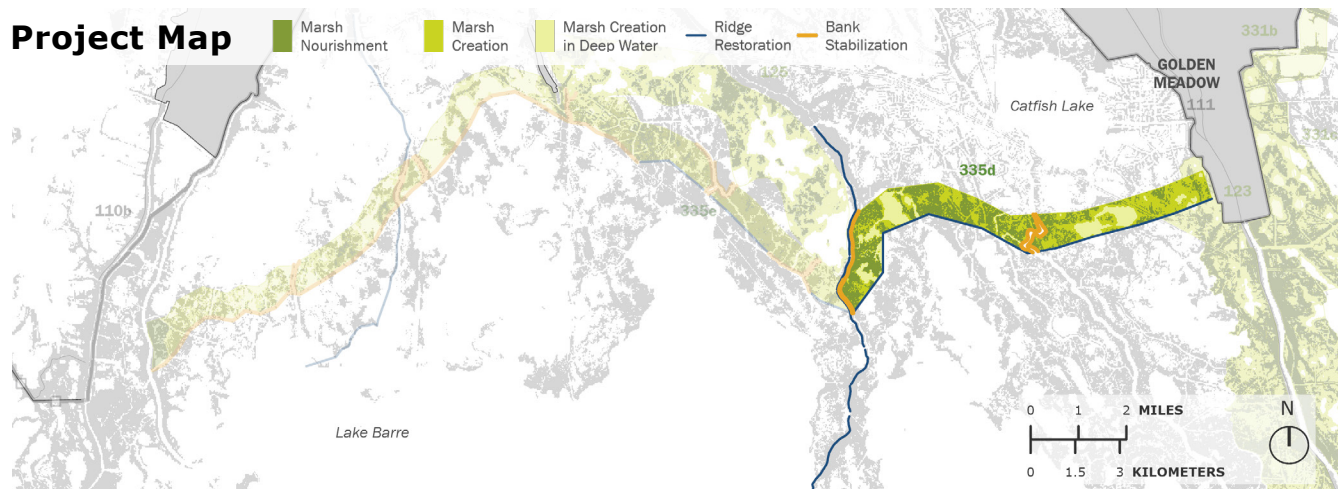 Project Map
Marsh
Nourishment
Marsh
Creation
Marsh Creation
in Deep Water
Ridge
Restoration
Bank
Stabilization
331b
GOLDEN
MEADOW
111
125
Catfish Lake
335d
123
110b
335e
Lake Barre
0 1 2 MILES
0 1.5 3 KILOMETERS
N